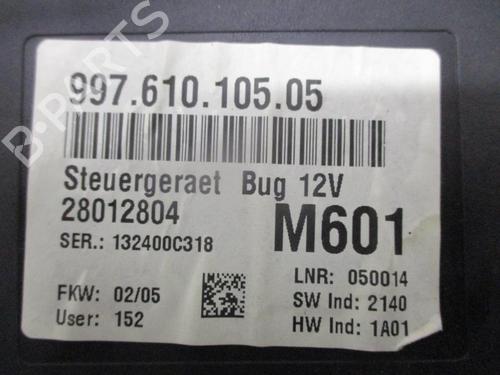 B-PARTS
997.610.105.05
Steuergeraet Bug 12V
28012804
M601
SER.: 132400C318
LNR: 050014
FKW: 02/05
SW Ind: 2140
User: 152
HW Ind: 1A01